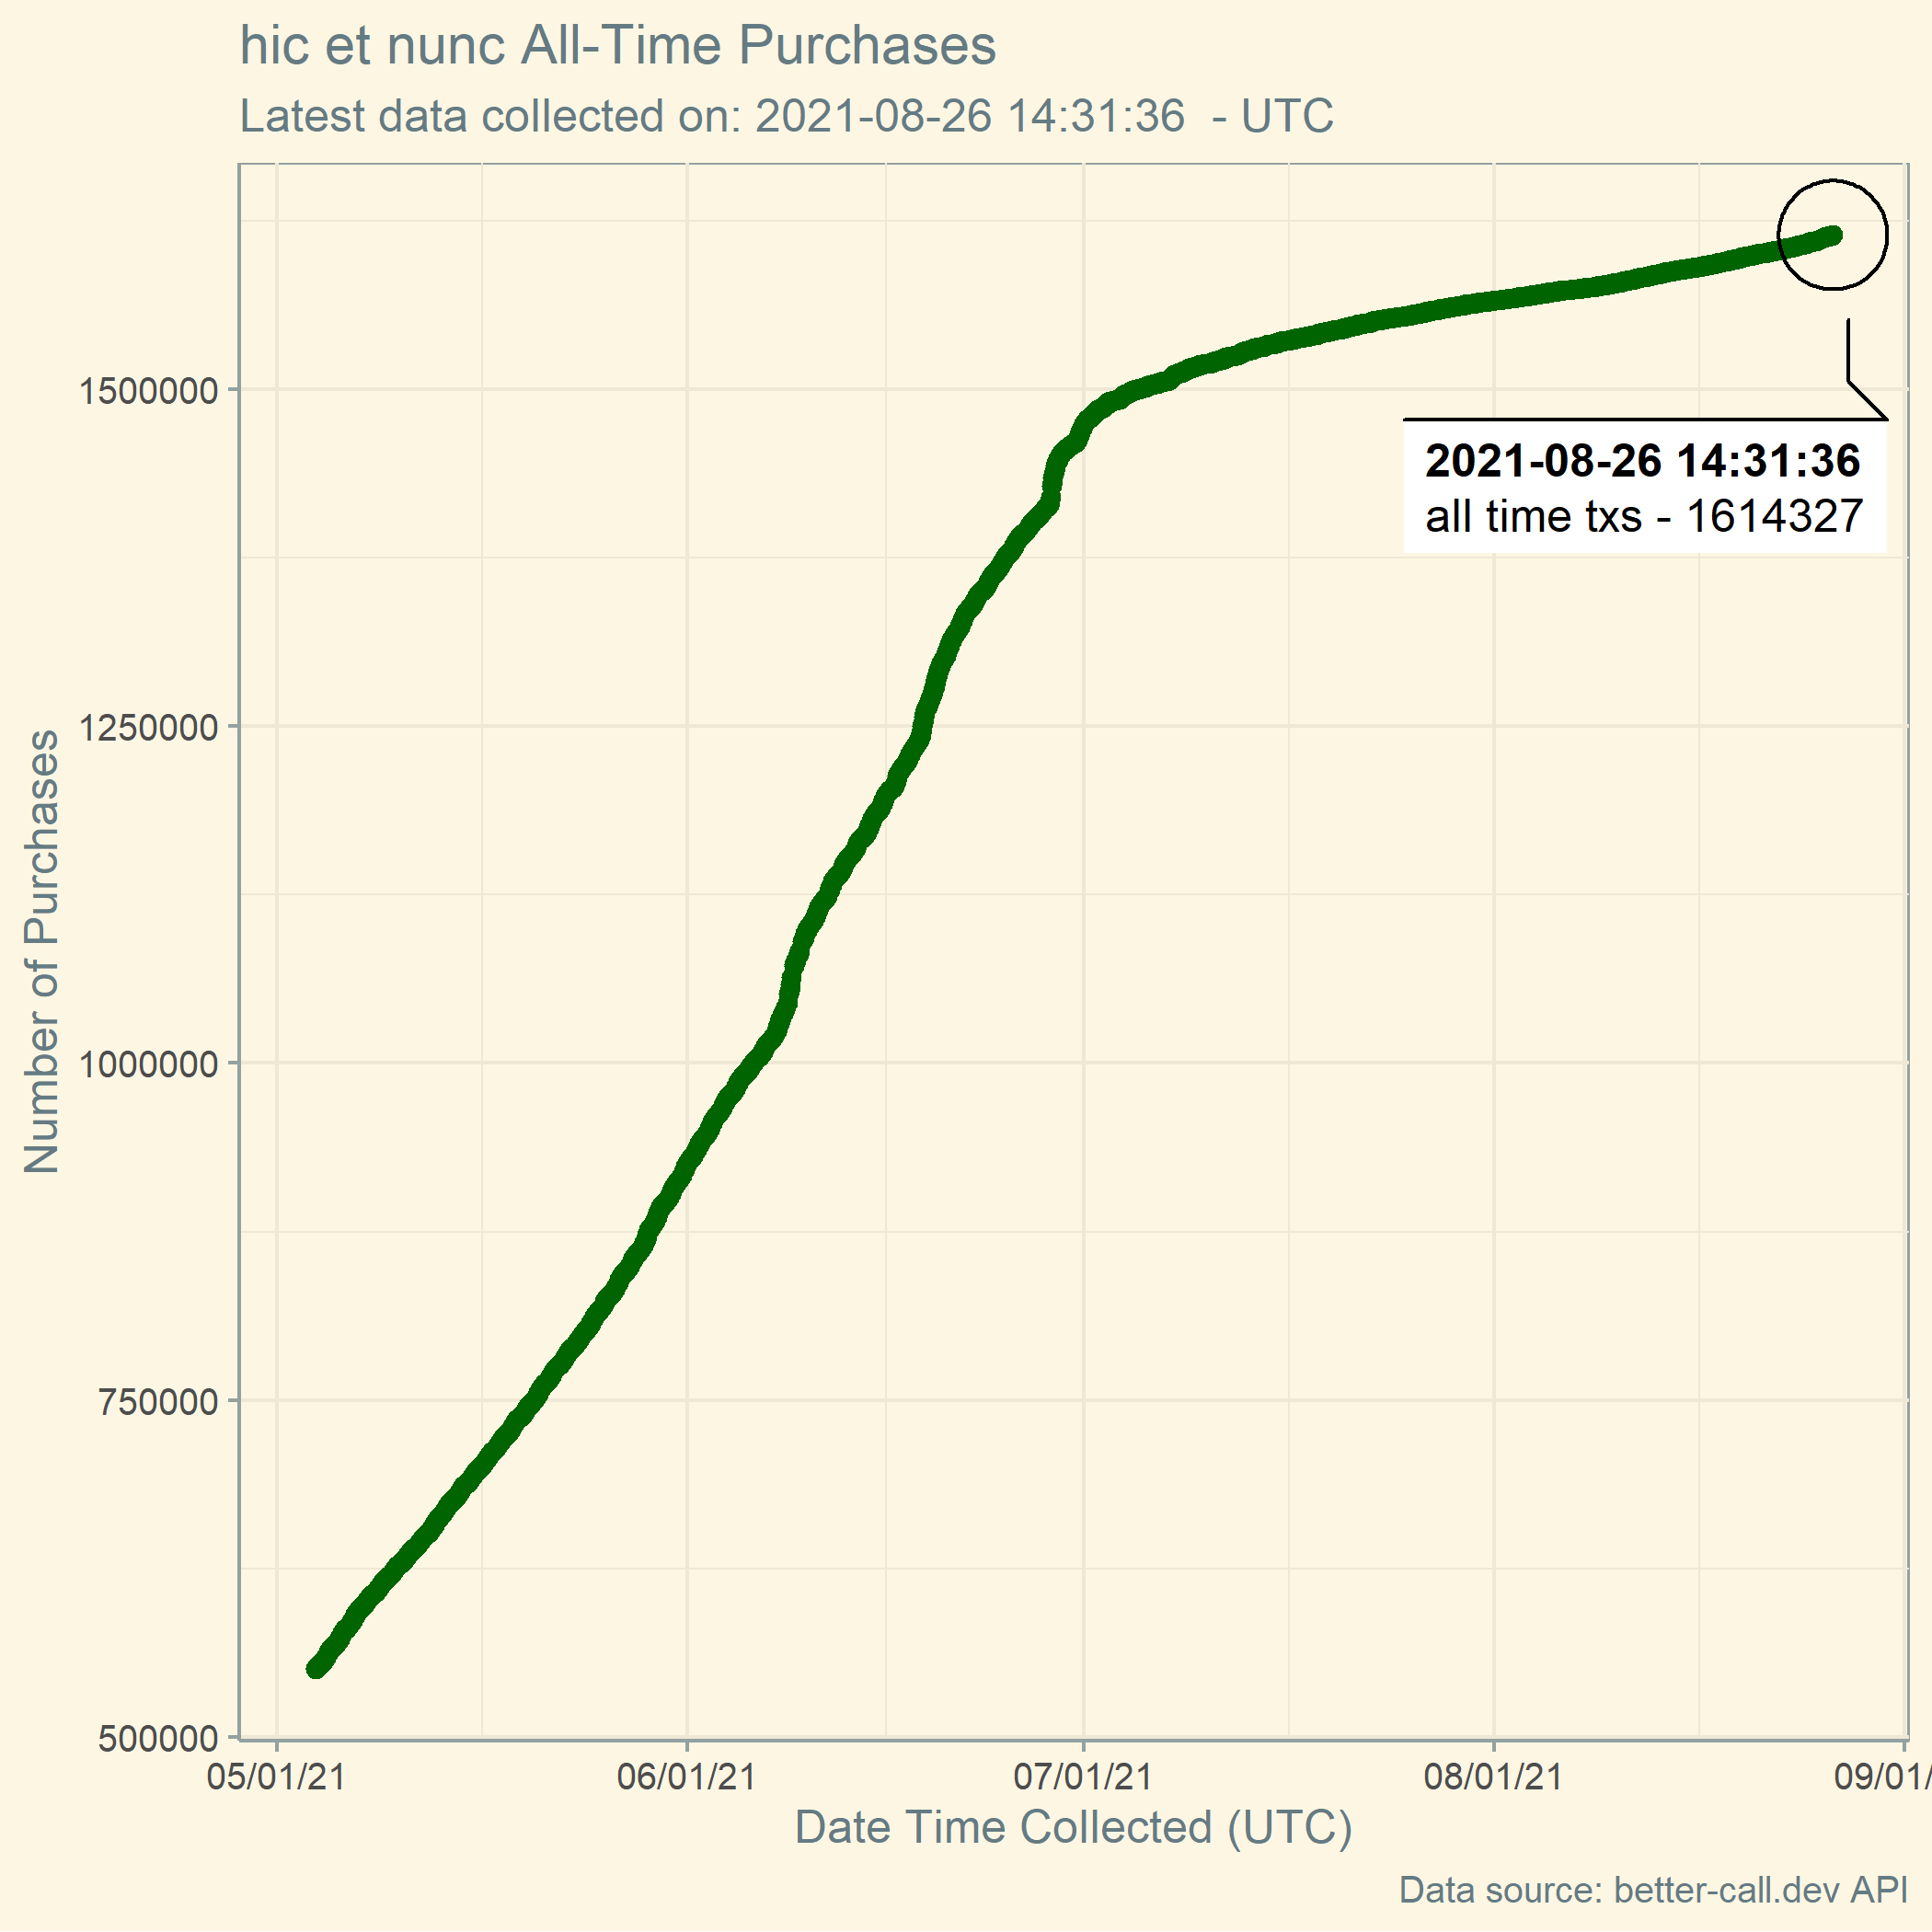 hic et nunc All-Time Purchases
Latest data collected on: 2021-08-26 14:31:36  - UTC
Number of Purchases
1500000
1250000
1000000
750000
500000
2021-08-26 14:31:36
all time txs - 1614327
05/01/21
06/01/21
07/01/21
08/01/21
09/01/
Date Time Collected (UTC)
Data source: better-call.dev API